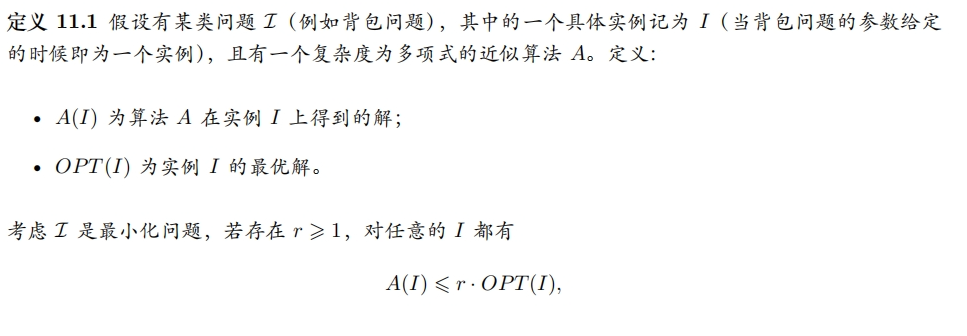 定义 11.1 假设有某类问题 ℐ（例如背包问题），其中的一个具体实例记为 I（当背包问题的参数给定
的时候即为一个实例），且有一个复杂度为多项式的近似算法 A。定义：
• A(I) 为算法 A 在实例 I 上得到的解；
• OPT(I) 为实例 I 的最优解。
考虑 ℐ 是最小化问题，若存在 r ⩾ 1，对任意的 I 都有
A(I) ⩽ r · OPT(I),